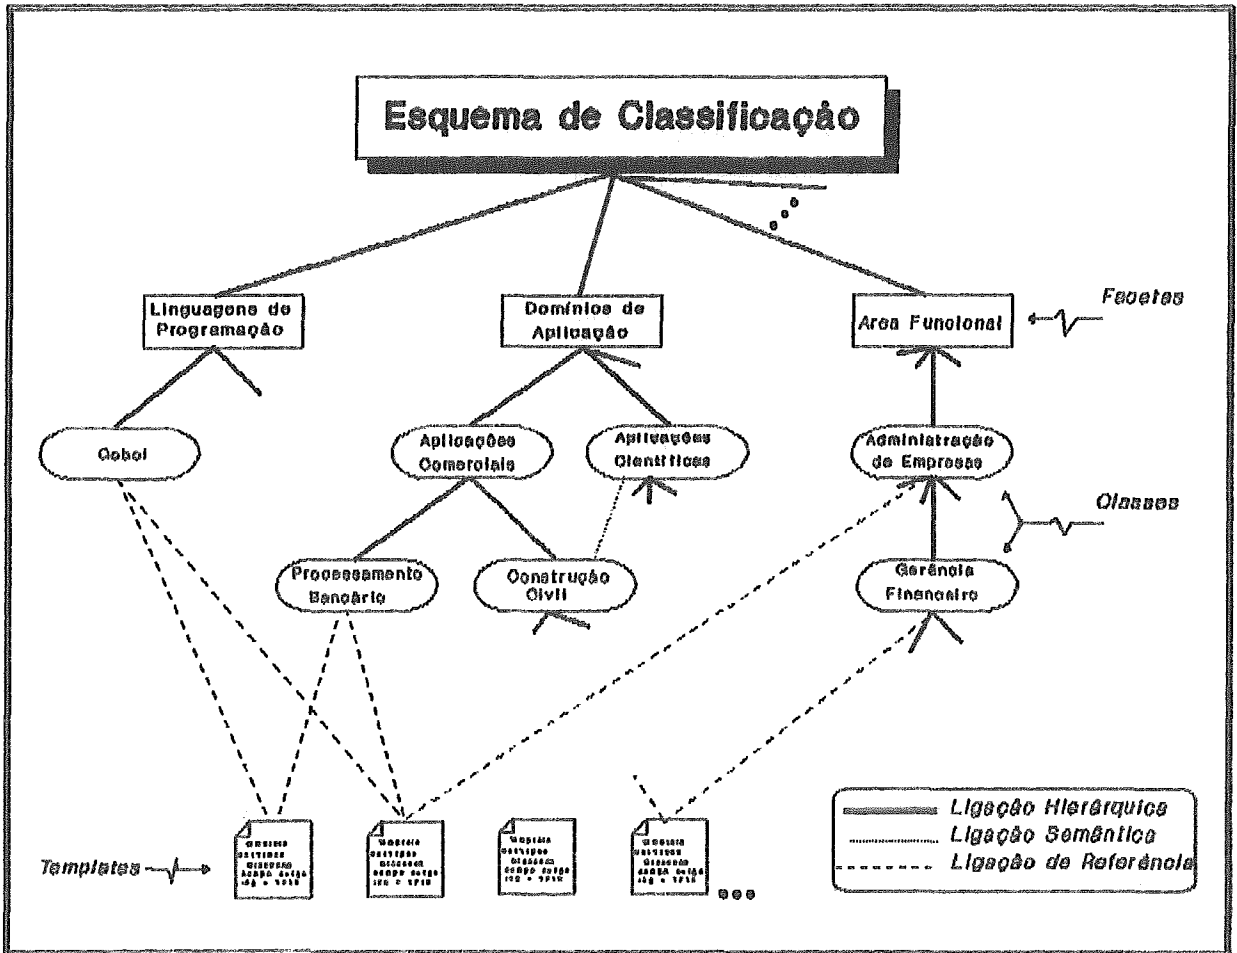 Esquema de Classificação
Linguagens de
Programação
Domínios de
Aplicação
Area Funcional
Facetas
Cobol
Aplicações
Comerciais
Aplicações
Científicas
Administração
de Empresas
Classes
Processamento
Bancário
Construção
Civil
Gerência
Financeira
Templates
Ligação Hierárquica
Ligação Semântica
Ligação de Referência